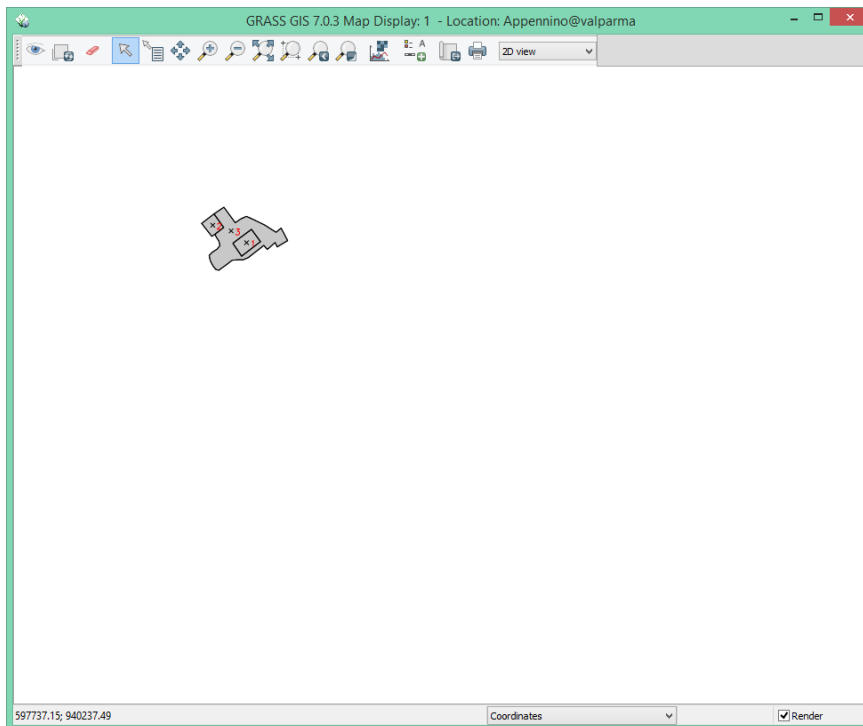 GRASS GIS 7.0.3 Map Display: 1 - Location: Appennino@valparma
2D view
2
3
1
597737.15; 940237.49
Coordinates
Render